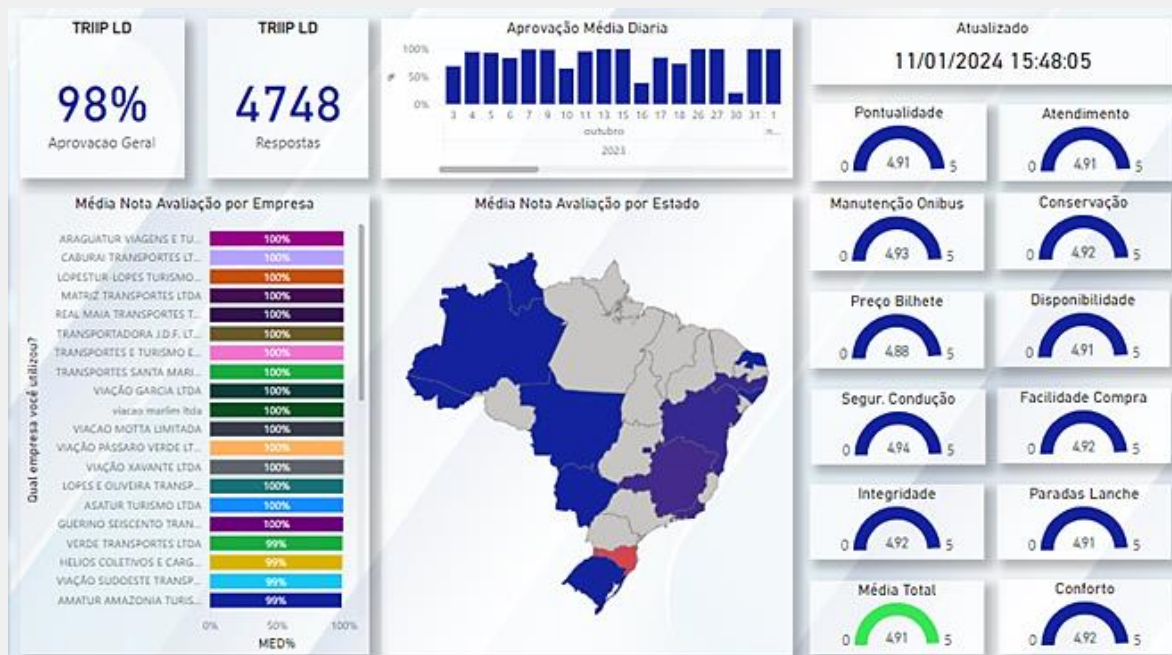 TRIIP LD
98%
Aprovacao Geral
TRIIP LD
4748
Respostas
Aprovação Média Diaria
100%
50%
0%
%
3 4 5 6 7 9 10 11 13 15 16 17 18 26 27 30 31 1
outubro
n...
2023
Atualizado
11/01/2024 15:48:05
Média Nota Avaliação por Empresa
Qual empresa você utilizou?
ARAGUATUR VIAGENS E TU... 100%
CABURAI TRANSPORTES LT... 100%
LOPESTUR-LOPES TURISMO... 100%
MATRIZ TRANSPORTES LTDA 100%
REAL MAIA TRANSPORTES T... 100%
TRANSPORTADORA J.D.F. LT... 100%
TRANSPORTES E TURISMO E... 100%
TRANSPORTES SANTA MARI... 100%
VIAÇÃO GARCIA LTDA 100%
viacao marlim ltda 100%
VIACAO MOTTA LIMITADA 100%
VIAÇÃO PÁSSARO VERDE LT... 100%
VIAÇÃO XAVANTE LTDA 100%
LOPES E OLIVEIRA TRANSP... 100%
ASATUR TURISMO LTDA 100%
GUERINO SEISCENTO TRAN... 100%
VERDE TRANSPORTES LTDA 99%
HELIOS COLETIVOS E CARG... 99%
VIAÇÃO SUDOESTE TRANSP... 99%
AMATUR AMAZONIA TURIS... 99%
0% 50% 100%
MED%
Média Nota Avaliação por Estado
Pontualidade
0 4.91 5
Atendimento
0 4.91 5
Manutenção Onibus
0 4.93 5
Conservação
0 4.92 5
Preço Bilhete
0 4.88 5
Disponibilidade
0 4.91 5
Segur. Condução
0 4.94 5
Facilidade Compra
0 4.92 5
Integridade
0 4.92 5
Paradas Lanche
0 4.91 5
Média Total
0 4.91 5
Conforto
0 4.92 5